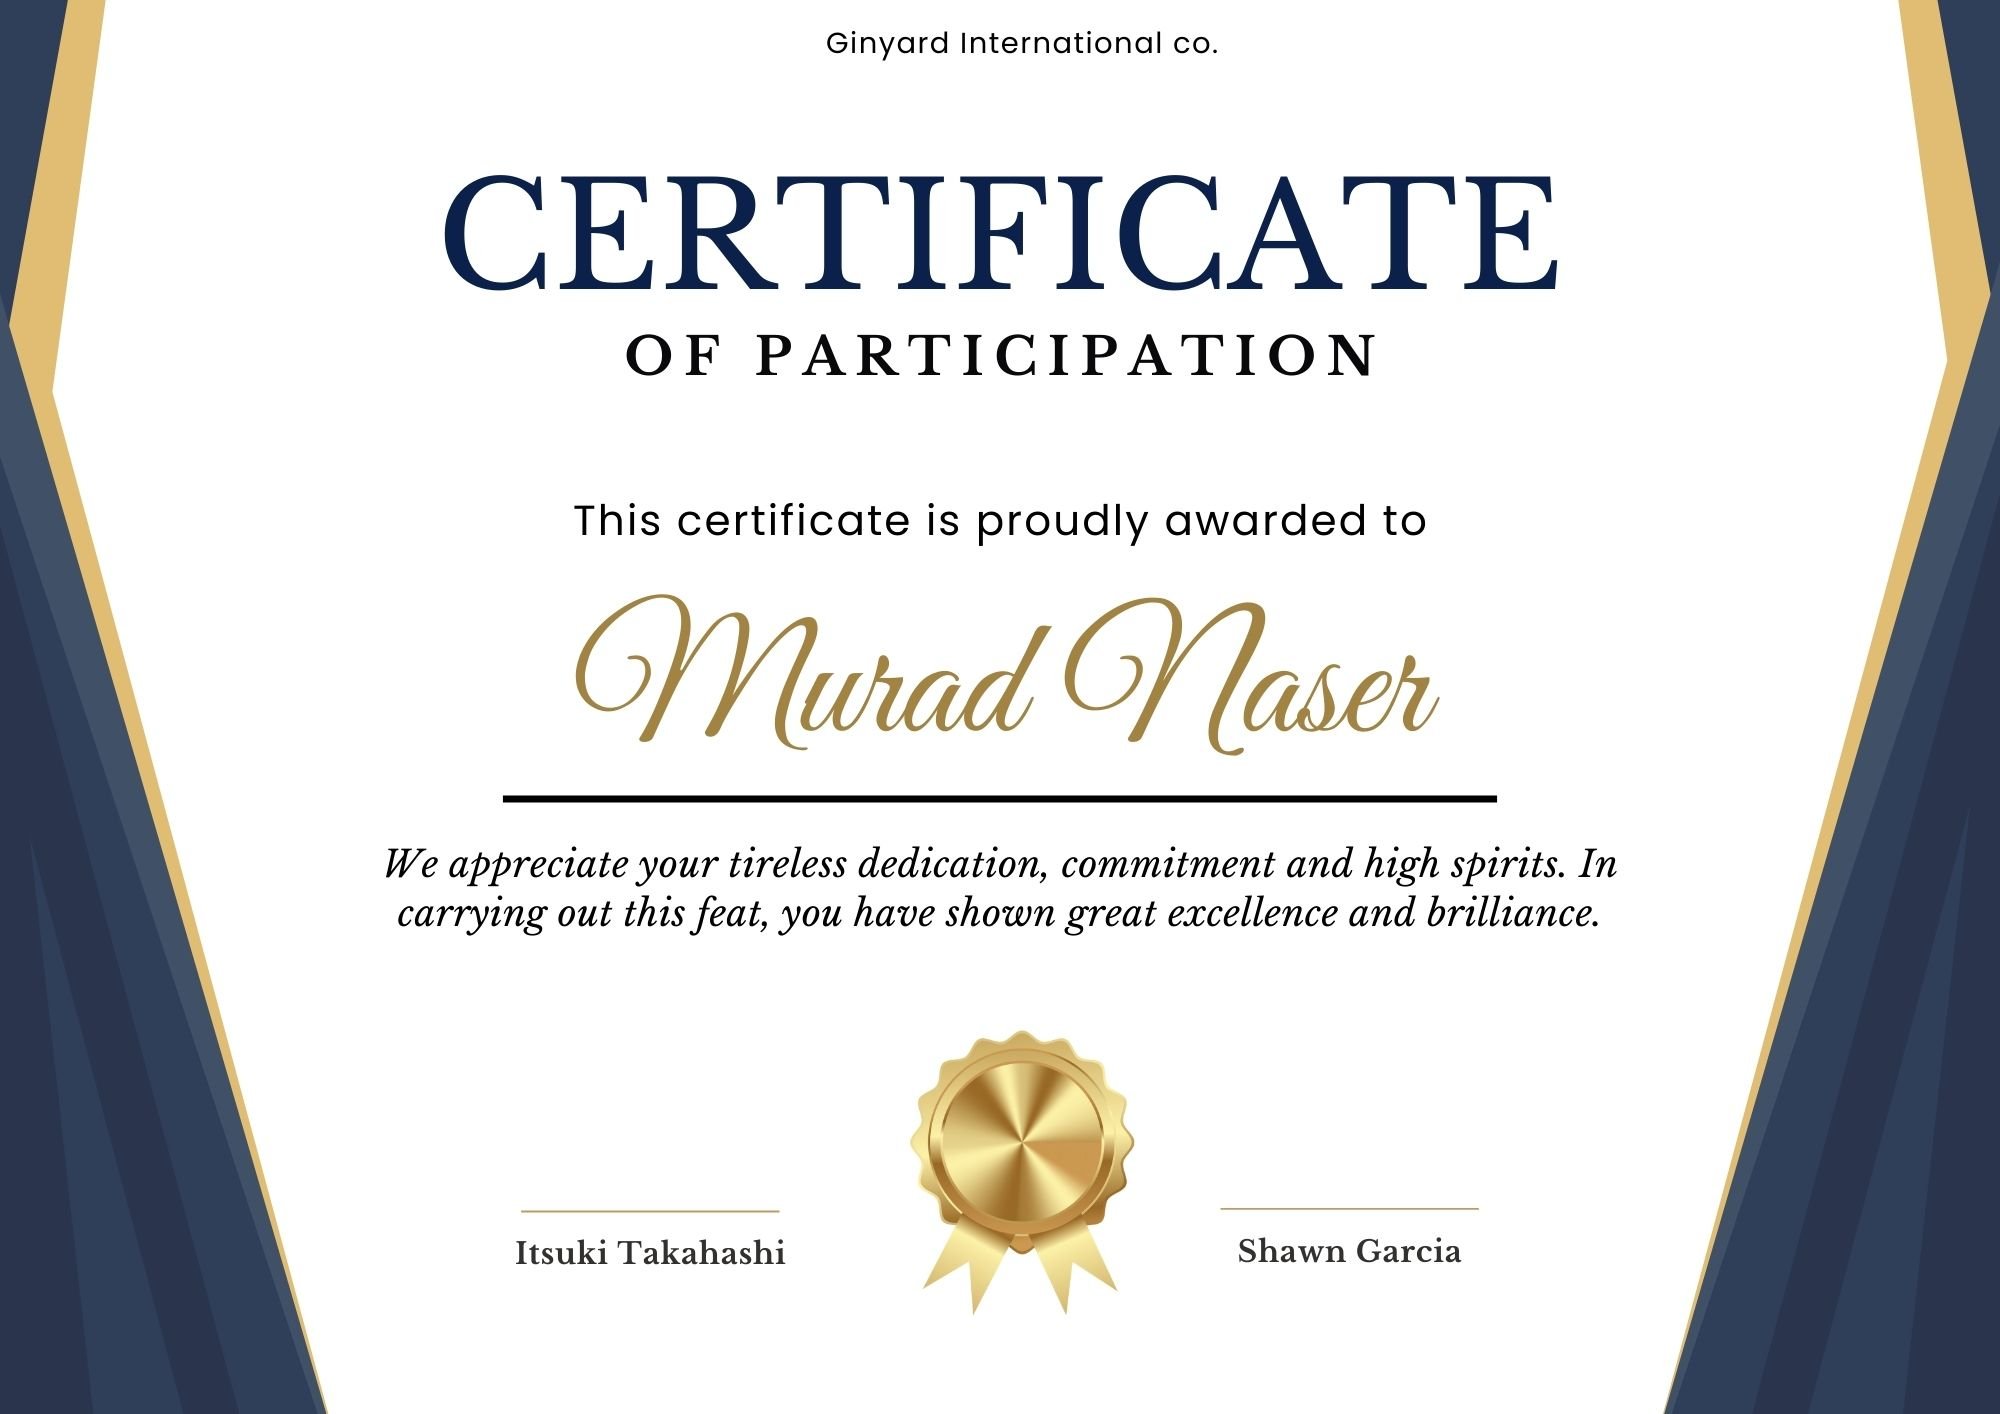 Ginyard International co.
CERTIFICATE
OF PARTICIPATION
This certificate is proudly awarded to
Murad Naser
We appreciate your tireless dedication, commitment and high spirits. In
carrying out this feat, you have shown great excellence and brilliance.
Itsuki Takahashi
Shawn Garcia